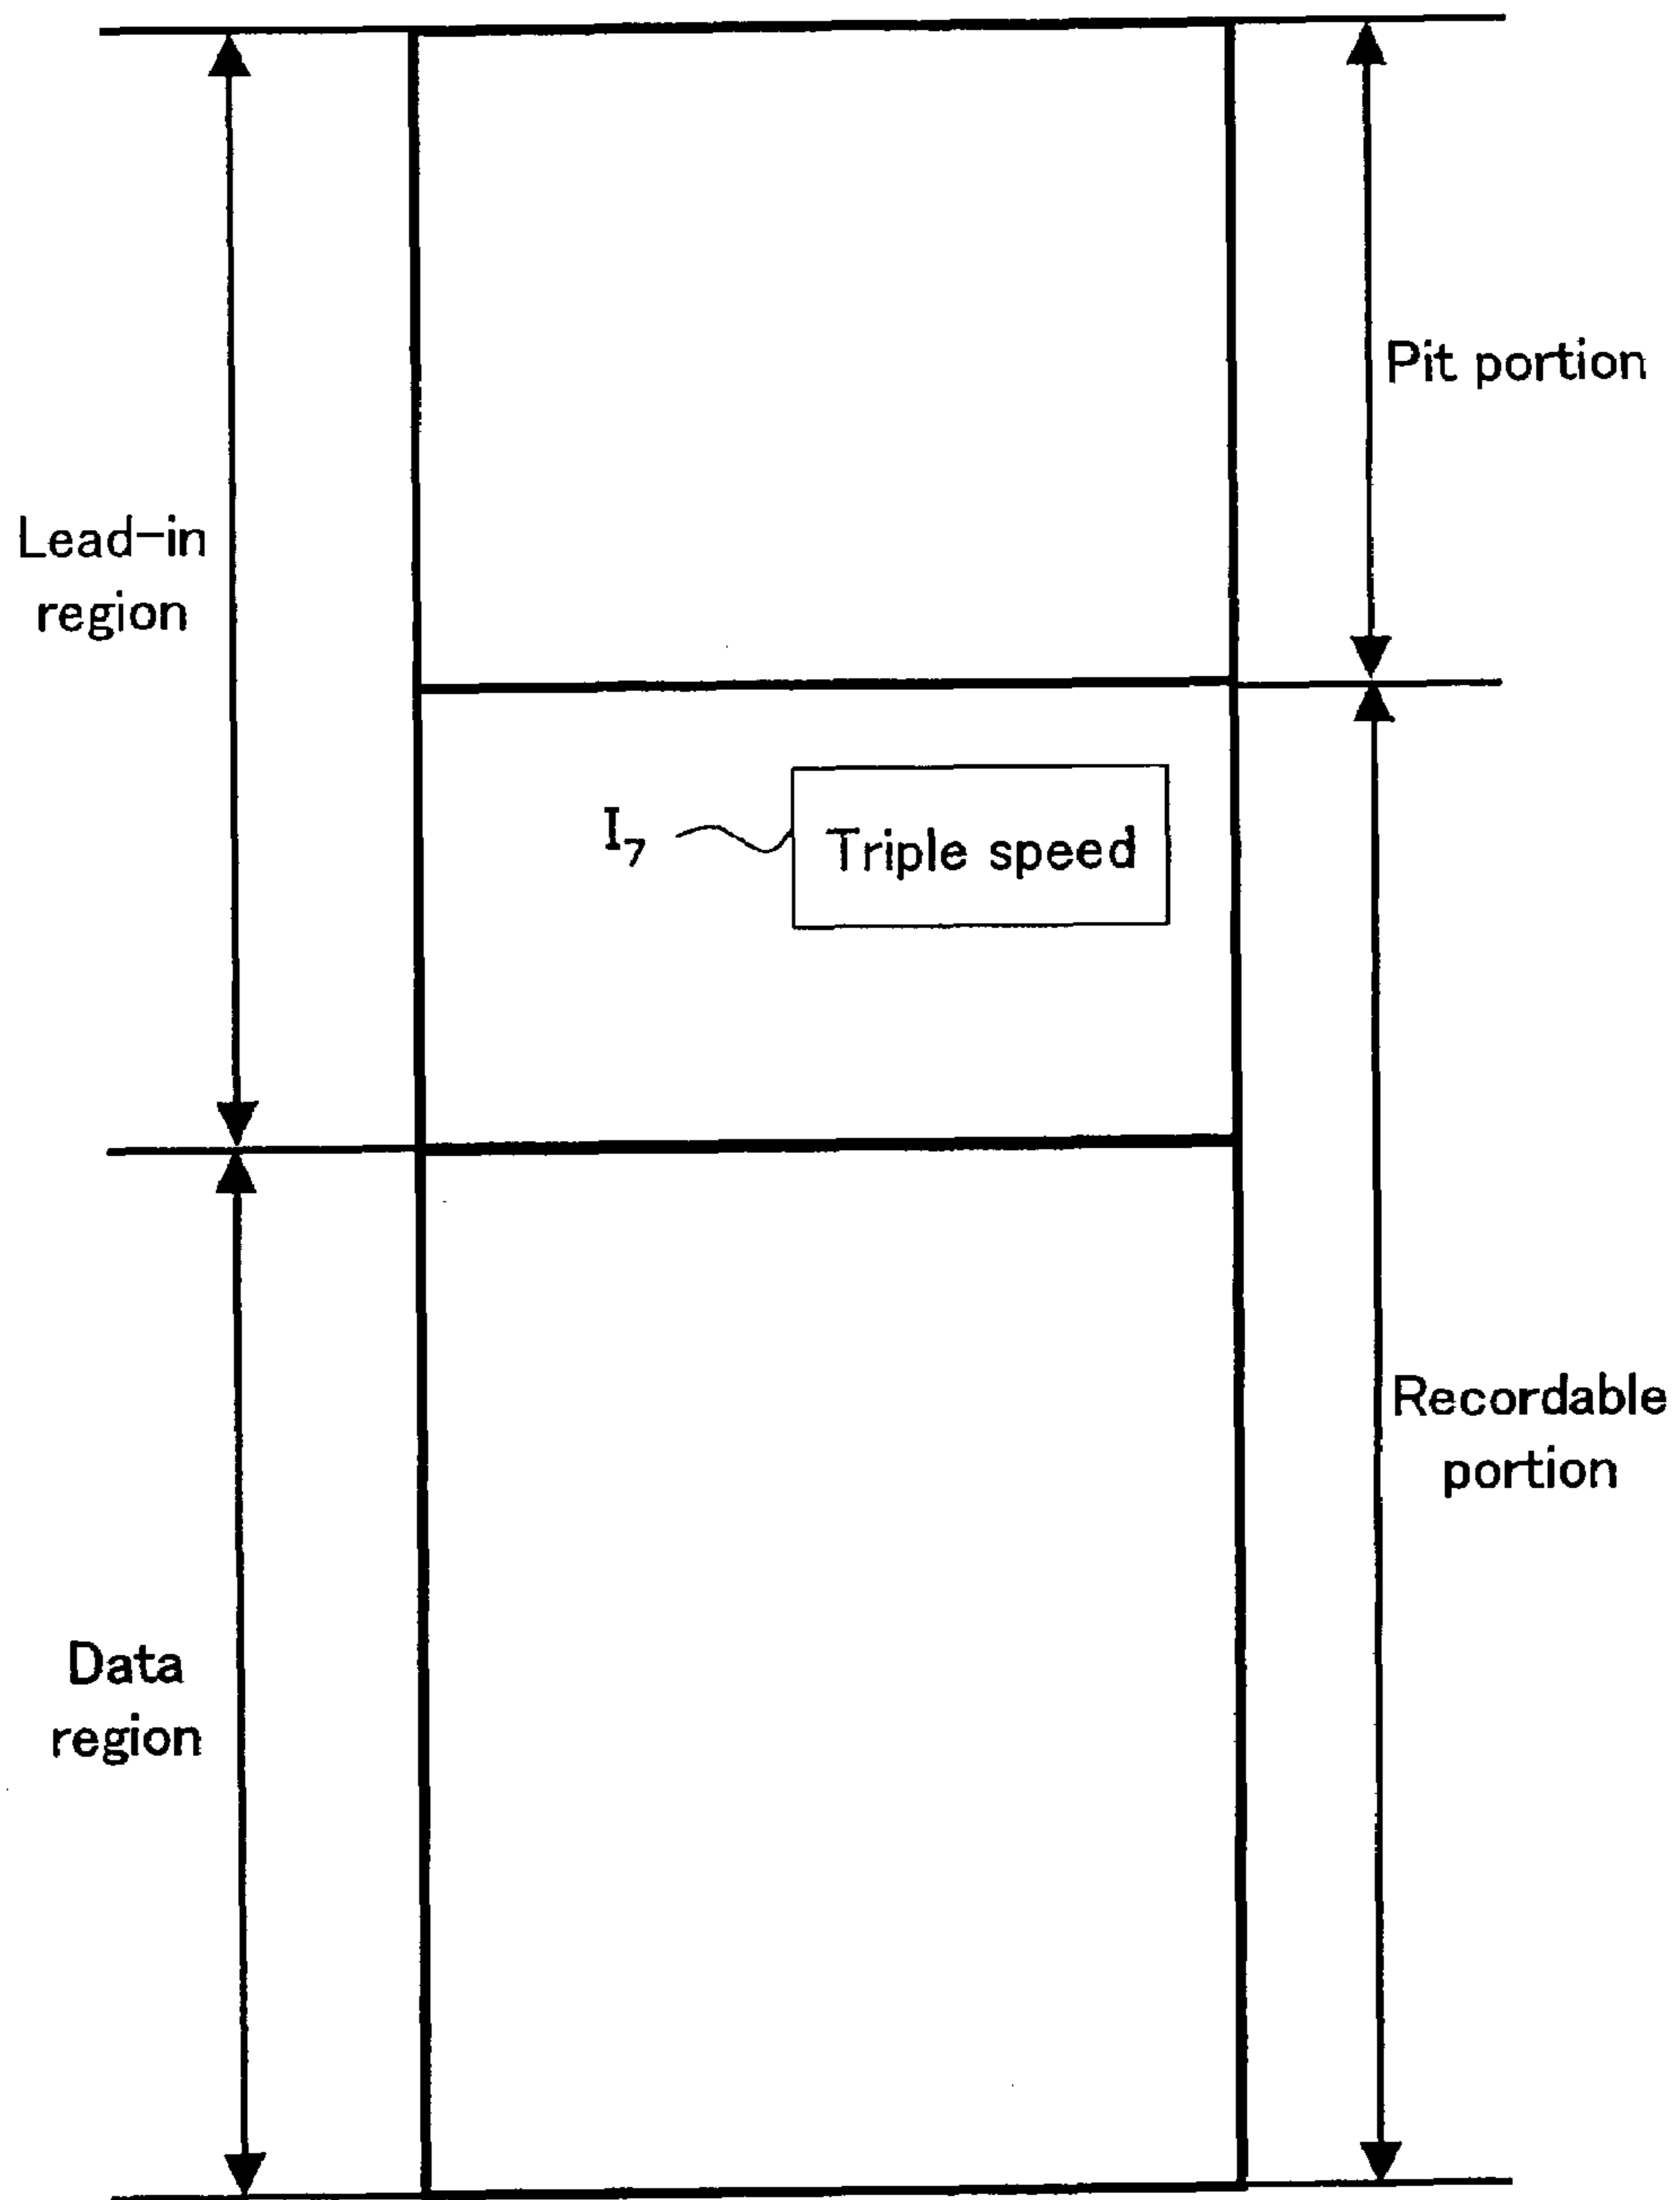 Pit portion
Lead-in
region
I₇
Triple speed
Recordable
portion
Data
region